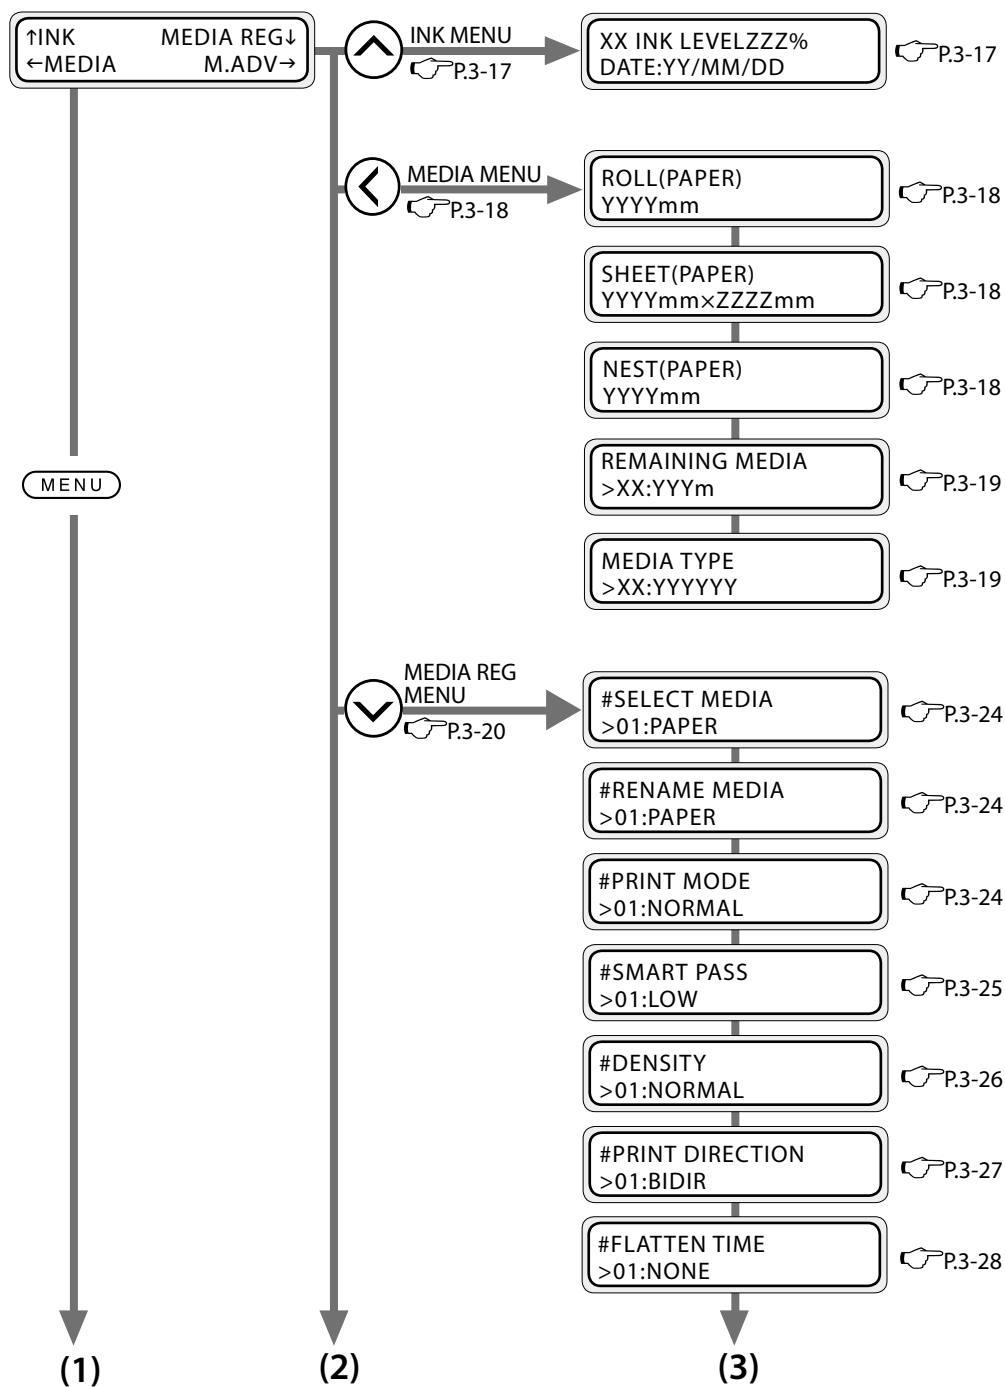 ↑INK MEDIA REG↓
←MEDIA M.ADV→
INK MENU
P.3-17
XX INK LEVELZZZ%
DATE:YY/MM/DD
P.3-17
MEDIA MENU
P.3-18
ROLL(PAPER)
YYYYmm
P.3-18
SHEET(PAPER)
YYYYmm×ZZZZmm
P.3-18
NEST(PAPER)
YYYYmm
P.3-18
MENU
REMAINING MEDIA
>XX:YYYm
P.3-19
MEDIA TYPE
>XX:YYYYYY
P.3-19
MEDIA REG
MENU
P.3-20
#SELECT MEDIA
>01:PAPER
P.3-24
#RENAME MEDIA
>01:PAPER
P.3-24
#PRINT MODE
>01:NORMAL
P.3-24
#SMART PASS
>01:LOW
P.3-25
#DENSITY
>01:NORMAL
P.3-26
#PRINT DIRECTION
>01:BIDIR
P.3-27
#FLATTEN TIME
>01:NONE
P.3-28
(1) (2) (3)